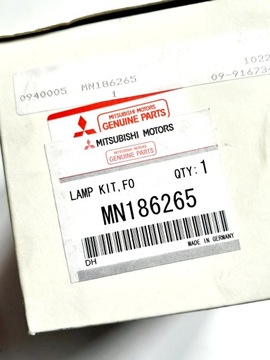 0940005 MN186265
1
1022
09-91673-
MITSUBISHI MOTORS
GENUINE PARTS
MITSUBISHI MOTORS
GENUINE PARTS
MITSUBISHI MOTORS
LAMP KIT,FO QTY:1
MN186265
MADE IN GERMANY
DH